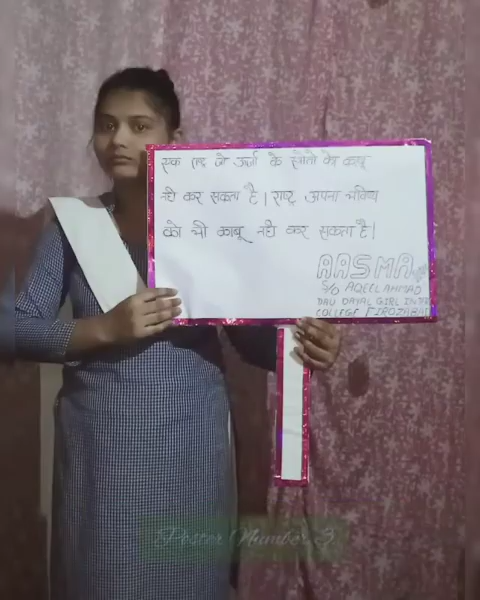 एक राष्ट्र जो ऊर्जा के स्त्रोतो को काबू
नही कर सकता है। राष्ट्र अपना भविष्य
को भी काबू नही कर सकता है।
AASMA
S/O AQEEL AHMAD
DAU DAYAL GIRL INTER
COLLEGE FIROZABAD
Poster Number 3